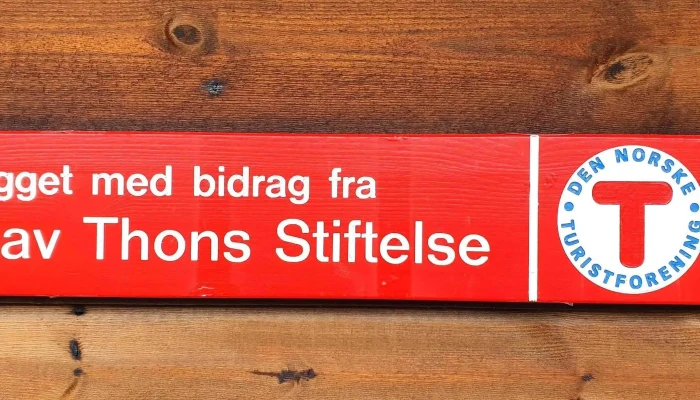 gget med bidrag fra
av Thons Stiftelse
DEN NORSKE
T
TURISTFORENING